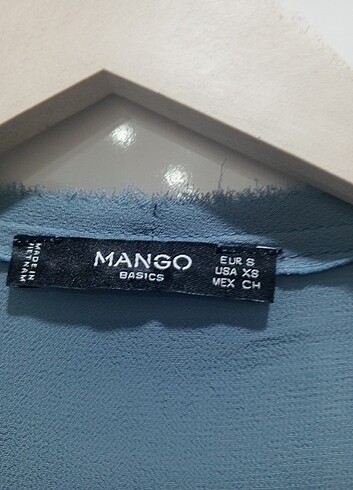 MADE IN
VIETNAM
MANGO
BASICS
EUR S
USA XS
MEX CH